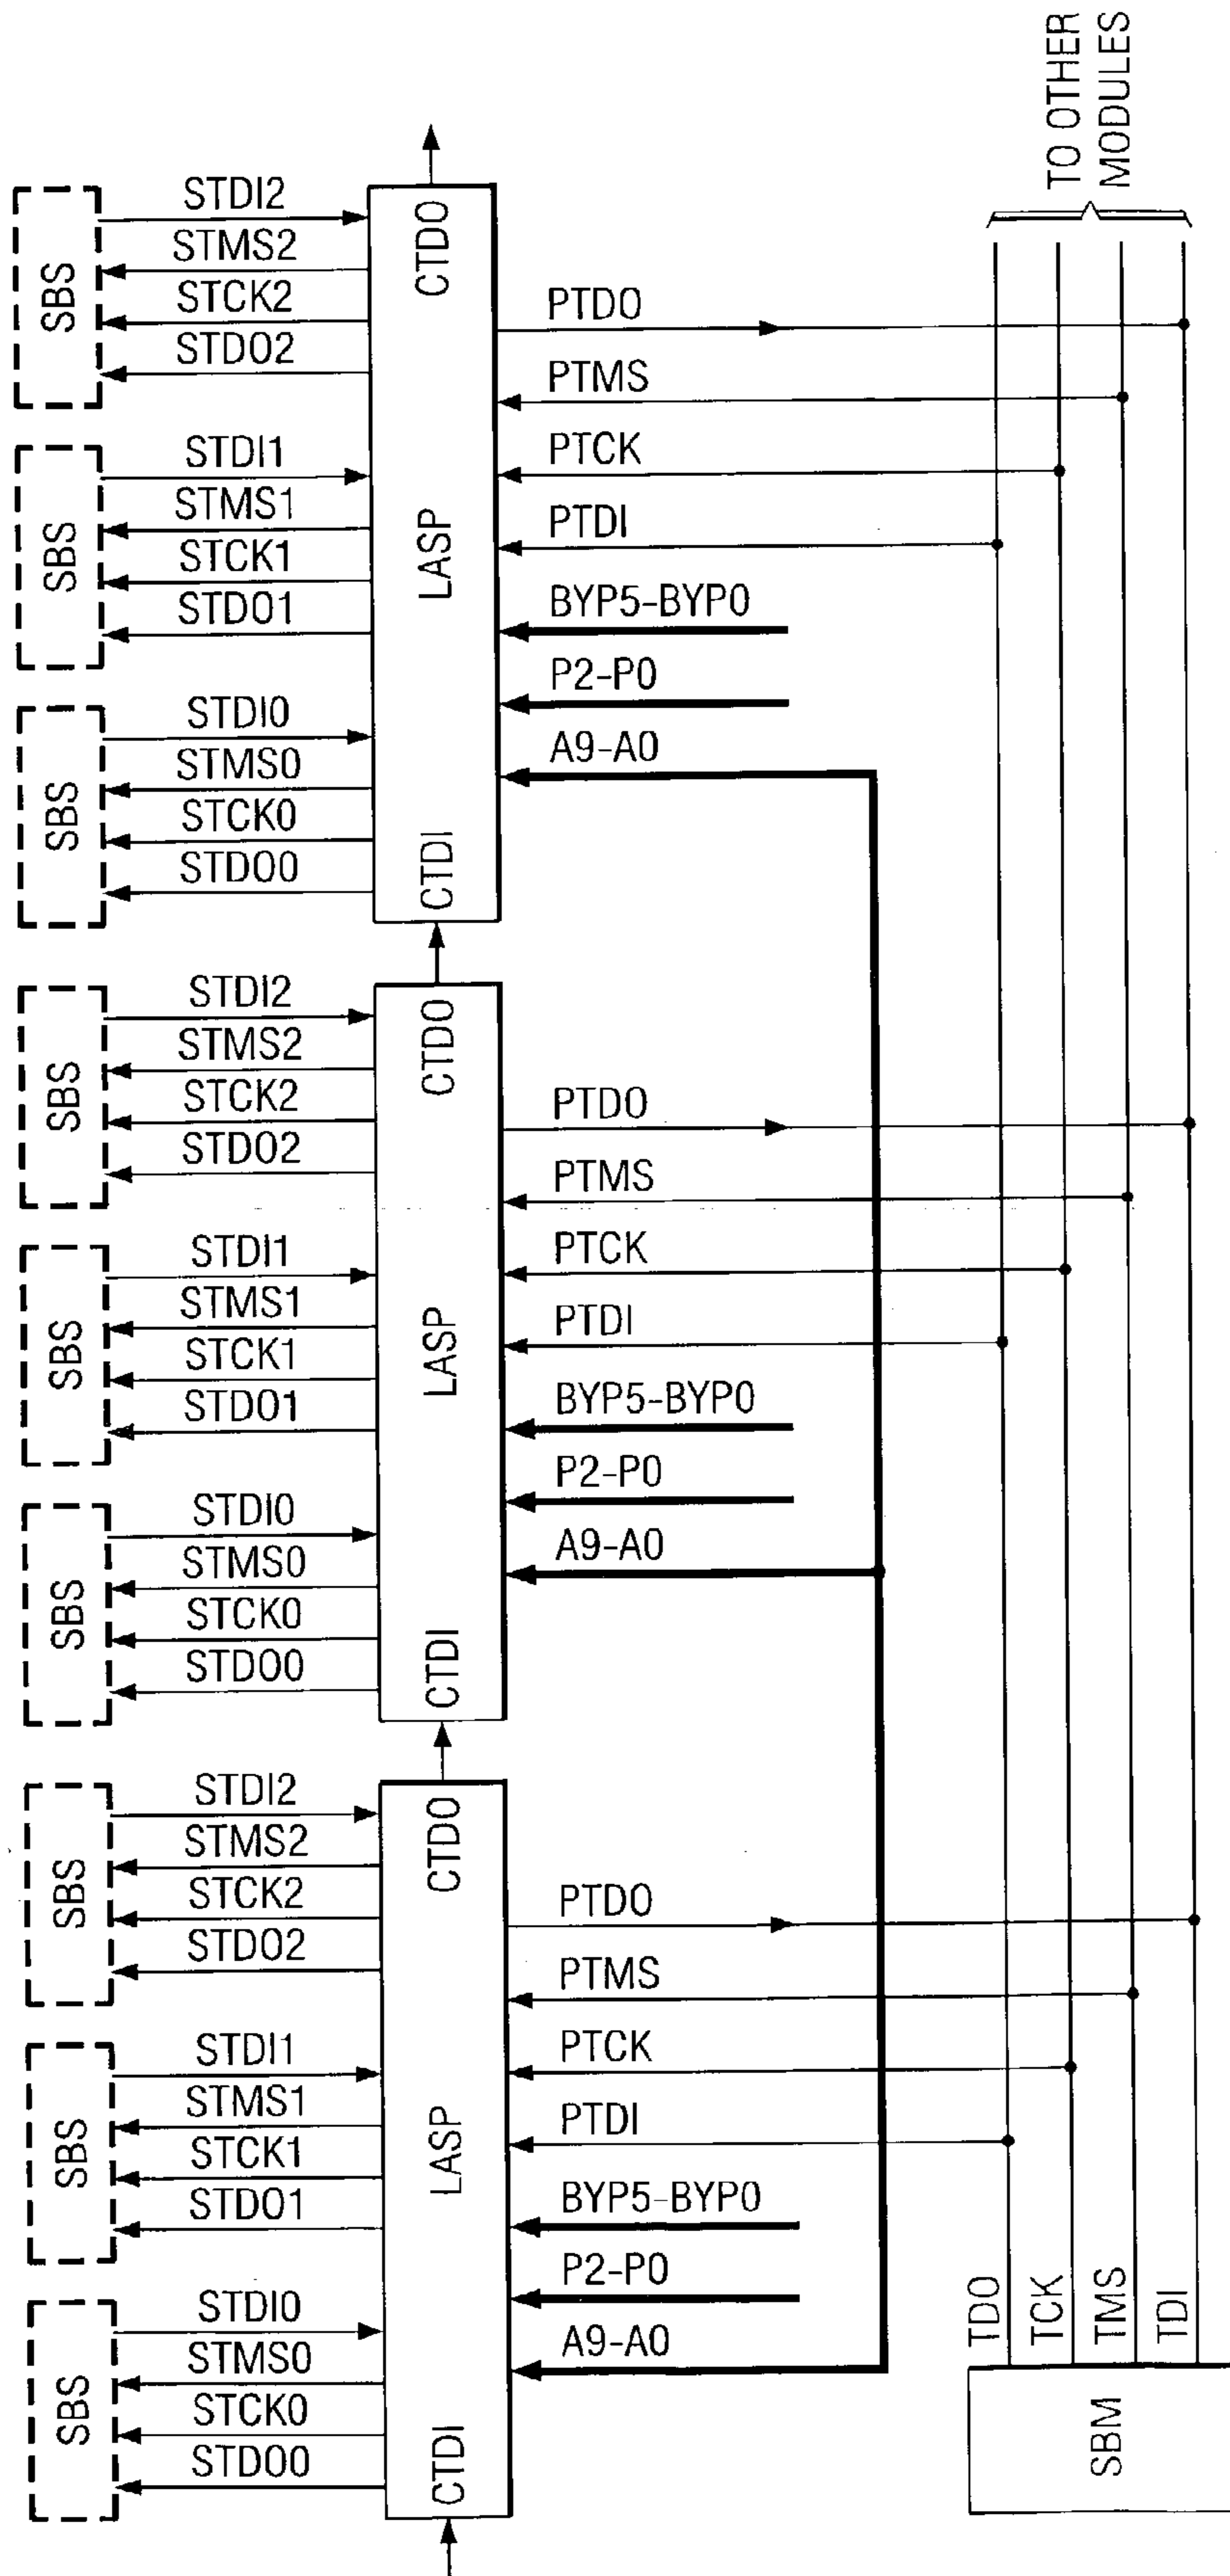 TO OTHER
MODULES
SBS
STDI2
STMS2
STCK2
STDO2
SBS
STDI1
STMS1
STCK1
STDO1
SBS
STDI0
STMS0
STCK0
STDO0
CTDO
LASP
CTDI
PTDO
PTMS
PTCK
PTDI
BYP5-BYP0
P2-P0
A9-A0
SBS
STDI2
STMS2
STCK2
STDO2
SBS
STDI1
STMS1
STCK1
STDO1
SBS
STDI0
STMS0
STCK0
STDO0
CTDO
LASP
CTDI
PTDO
PTMS
PTCK
PTDI
BYP5-BYP0
P2-P0
A9-A0
SBS
STDI2
STMS2
STCK2
STDO2
SBS
STDI1
STMS1
STCK1
STDO1
SBS
STDI0
STMS0
STCK0
STDO0
CTDO
LASP
CTDI
PTDO
PTMS
PTCK
PTDI
BYP5-BYP0
P2-P0
A9-A0
TDO
TCK
TMS
TDI
SBM